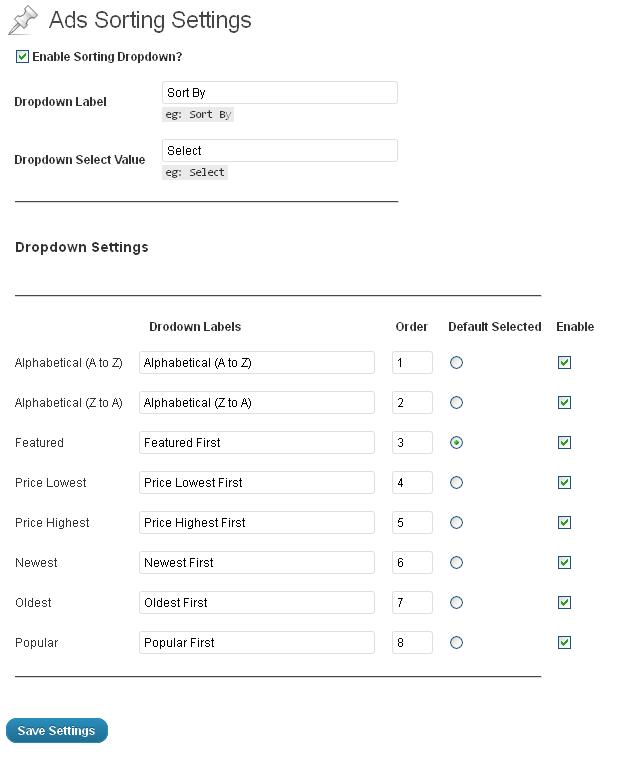 Ads Sorting Settings
Enable Sorting Dropdown?
Dropdown Label Sort By
eg: Sort By
Dropdown Select Value Select
eg: Select
Dropdown Settings
Drodown Labels Order Default Selected Enable
Alphabetical (A to Z) Alphabetical (A to Z) 1
Alphabetical (Z to A) Alphabetical (Z to A) 2
Featured Featured First 3
Price Lowest Price Lowest First 4
Price Highest Price Highest First 5
Newest Newest First 6
Oldest Oldest First 7
Popular Popular First 8
Save Settings